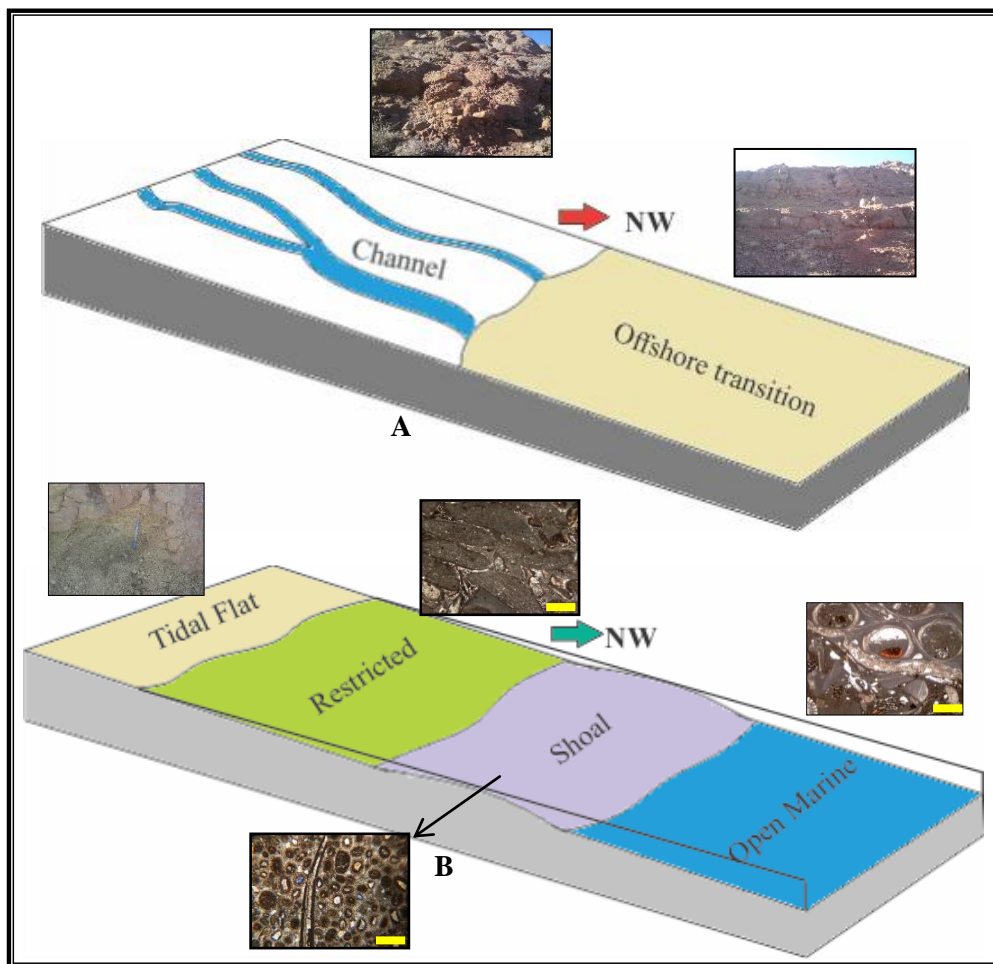 NW
Channel
Offshore transition
A
Tidal Flat
NW
Restricted
Shoal
Open Marine
B